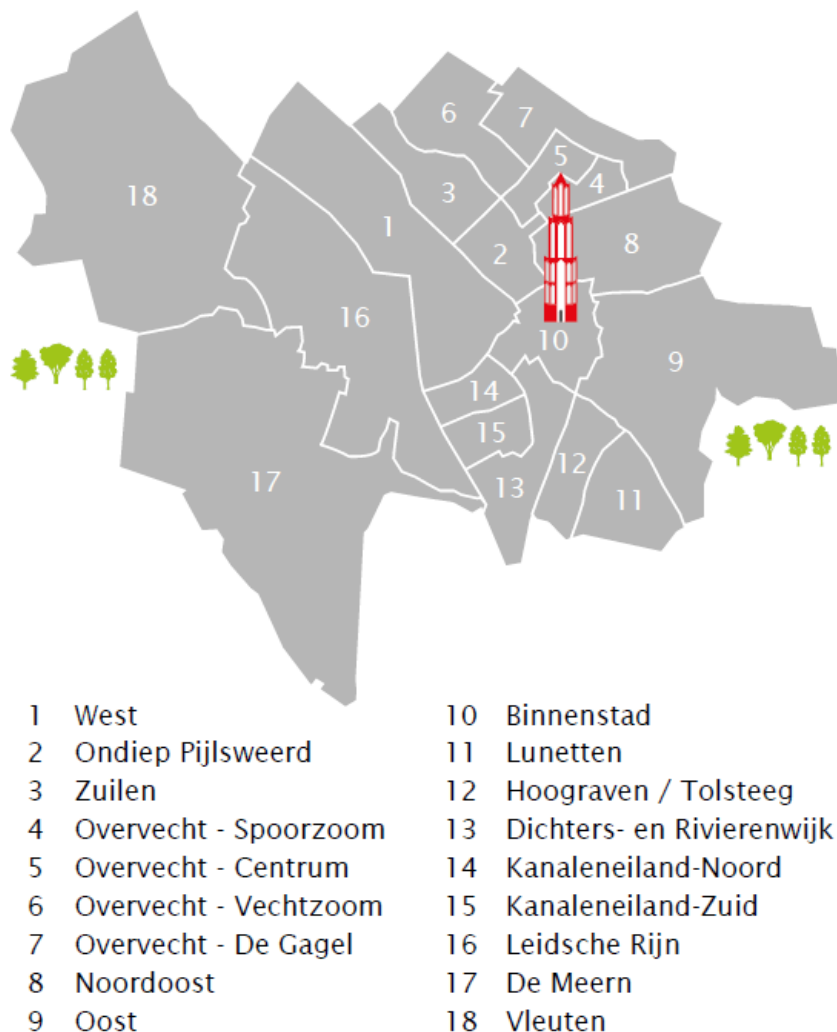 6
7
5
4
18
3
1
2
8
16
10
9
14
15
12
17
13
11
1 West
2 Ondiep Pijlsweerd
3 Zuilen
4 Overvecht - Spoorzoom
5 Overvecht - Centrum
6 Overvecht - Vechtzoom
7 Overvecht - De Gagel
8 Noordoost
9 Oost
10 Binnenstad
11 Lunetten
12 Hoograven / Tolsteeg
13 Dichters- en Rivierenwijk
14 Kanaleneiland-Noord
15 Kanaleneiland-Zuid
16 Leidsche Rijn
17 De Meern
18 Vleuten